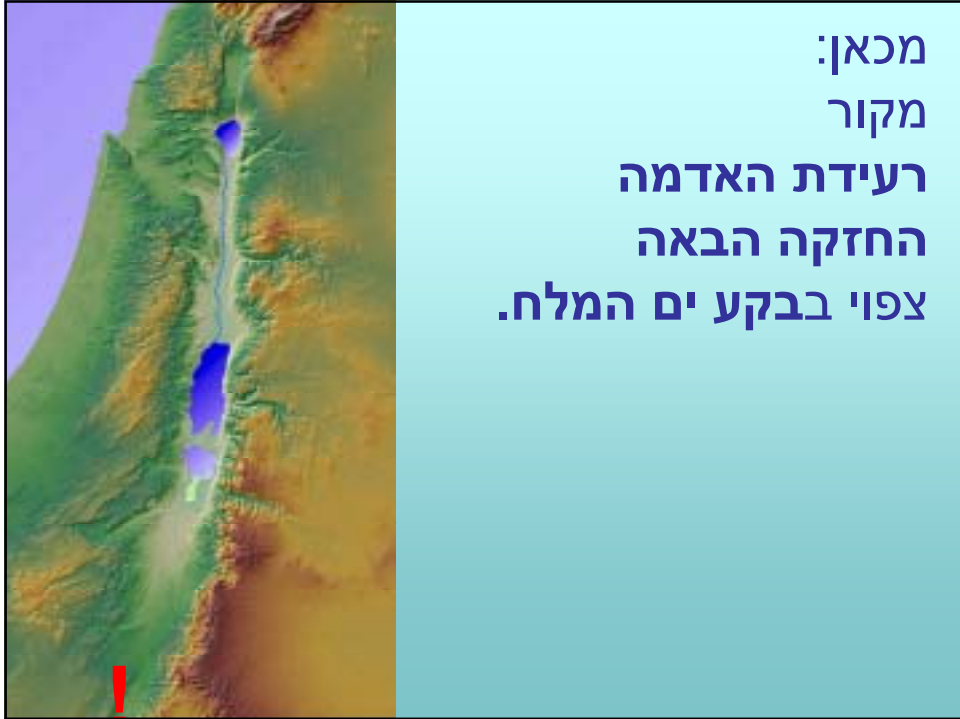 מכאן:
מקור
רעידת האדמה
החזקה הבאה
צפוי בבקע ים המלח.
!